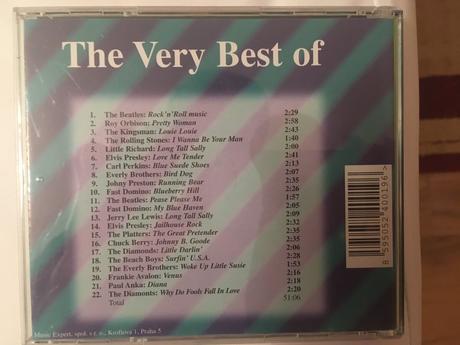 The Very Best of
1. The Beatles: Rock'n'Roll music 2:29
2. Roy Orbison: Pretty Woman 2:58
3. The Kingsman: Louie Louie 2:43
4. The Rolling Stones: I Wanna Be Your Man 1:40
5. Little Richard: Long Tall Sally 2:00
6. Elvis Presley: Love Me Tender 2:41
7. Carl Perkins: Blue Suede Shoes 2:13
8. Everly Brothers: Bird Dog 2:07
9. Johny Preston: Running Bear 2:35
10. Fast Domino: Blueberry Hill 2:26
11. The Beatles: Pease Please Me 1:57
12. Fast Domino: My Blue Haven 2:05
13. Jerry Lee Lewis: Long Tall Sally 2:09
14. Elvis Presley: Jailhouse Rock 2:32
15. The Platters: The Great Pretender 2:35
16. Chuck Berry: Johnny B. Goode 2:35
17. The Diamonds: Little Darlin' 2:06
18. The Beach Boys: Surfin' U.S.A. 2:28
19. The Everly Brothers: Woke Up Little Susie 1:53
20. Frankie Avalon: Venus 2:16
21. Paul Anka: Diana 2:18
22. The Diamonts: Why Do Fools Fall In Love 2:20
Total 51:06
8 595052 400196 >
Music Expert, spol. s r. o., Kroftova 1, Praha 5